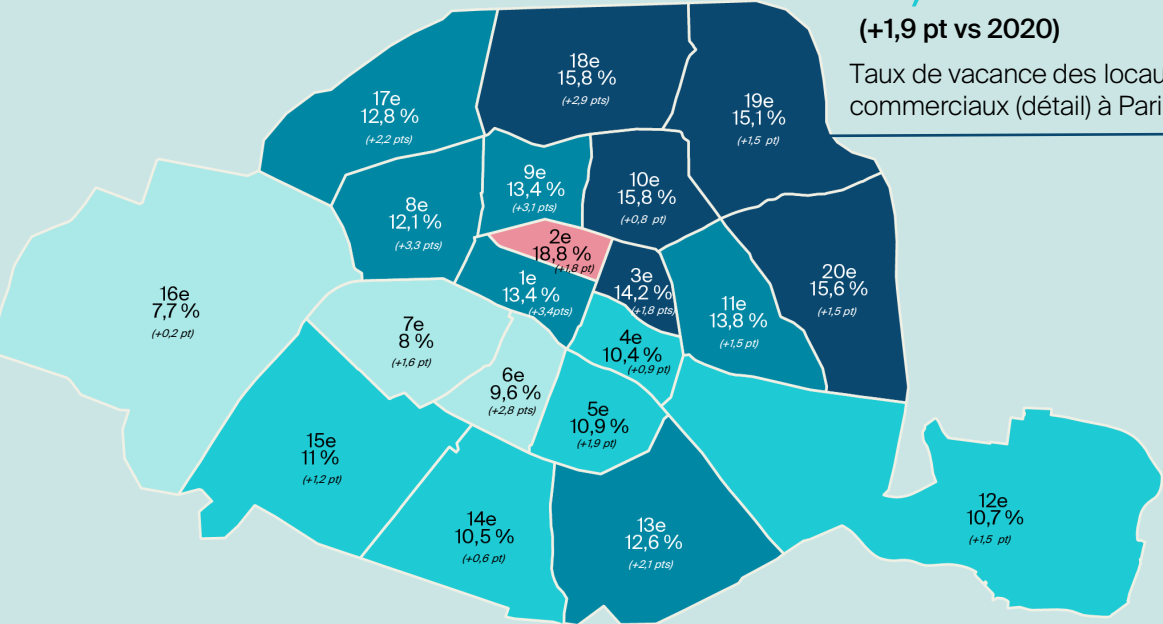 (+1,9 pt vs 2020)
Taux de vacance des
commerciaux (détail) à
18e
15,8 %
(+2,9 pts)
17e
12,8 %
(+2,2 pts)
19e
15,1 %
(+1,5 pt)
9e
13,4 %
(+3,1 pts)
10e
15,8 %
(+0,8 pt)
8e
12,1 %
(+3,3 pts)
2e
18,8 %
(+1,8 pt)
1e
13,4 %
(+3,4pts)
3e
14,2 %
(+1,8 pts)
20e
15,6 %
(+1,5 pt)
16e
7,7 %
(+0,2 pt)
11e
13,8 %
(+1,5 pt)
7e
8 %
(+1,6 pt)
4e
10,4 %
(+0,9 pt)
6e
9,6 %
(+2,8 pts)
5e
10,9 %
(+1,9 pt)
15e
11 %
(+1,2 pt)
14e
10,5 %
(+0,6 pt)
13e
12,6 %
(+2,1 pts)
12e
10,7 %
(+1,5 pt)